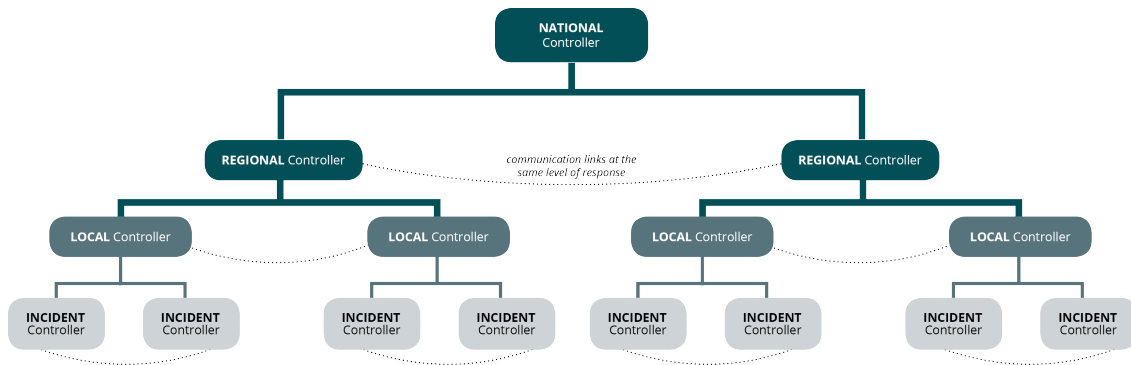 NATIONAL
Controller
REGIONAL Controller
communication links at the
same level of response
REGIONAL Controller
LOCAL Controller
LOCAL Controller
LOCAL Controller
LOCAL Controller
INCIDENT
Controller
INCIDENT
Controller
INCIDENT
Controller
INCIDENT
Controller
INCIDENT
Controller
INCIDENT
Controller
INCIDENT
Controller
INCIDENT
Controller